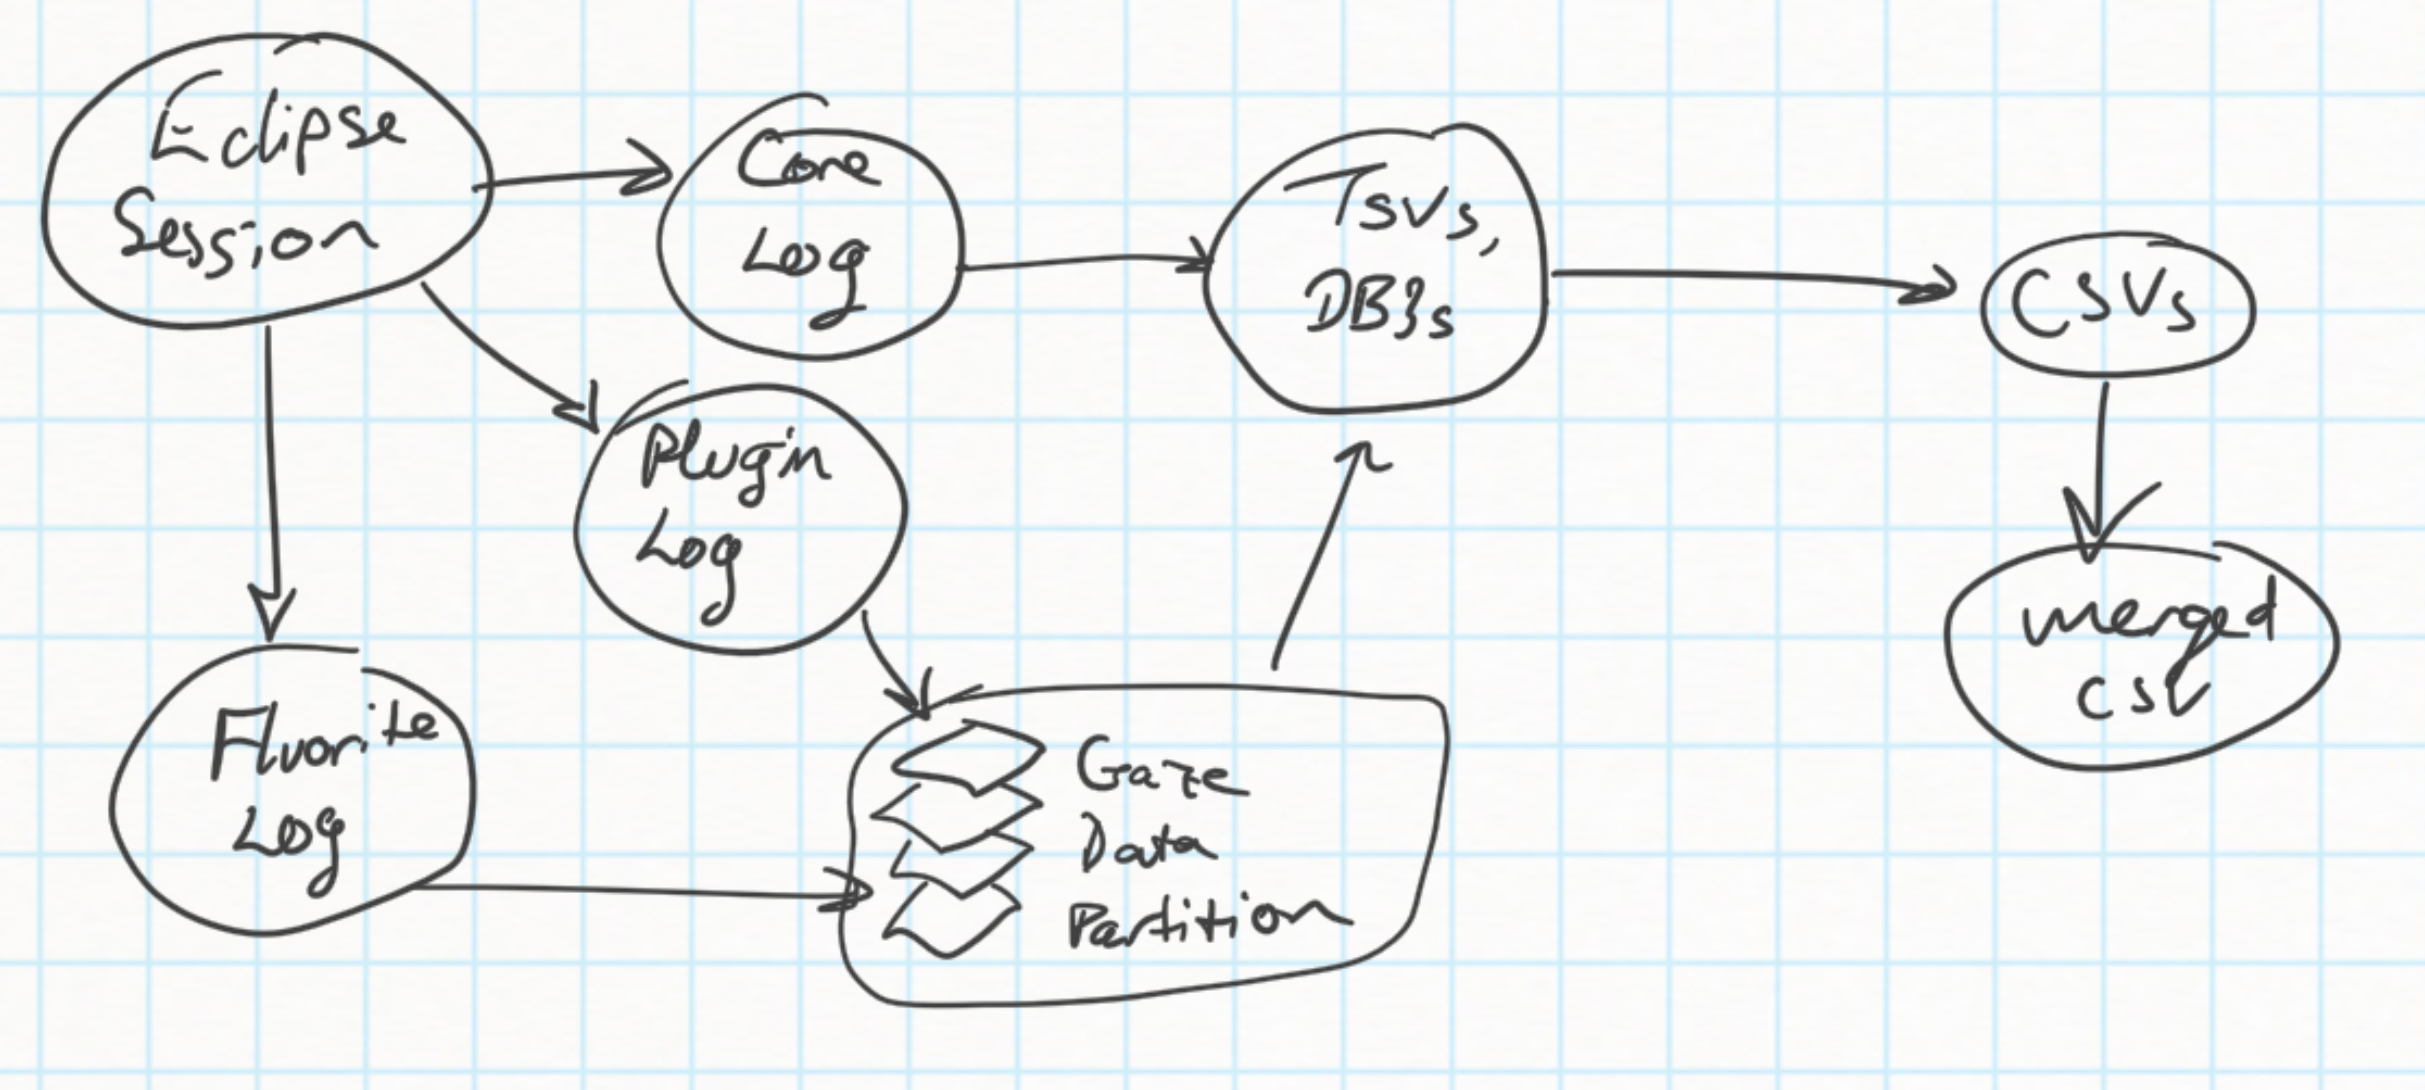 Eclipse
Session
Core
Log
TSVs,
DB3s
CSVs
Plugin
Log
merged
csv
Fluorite
Log
Gaze
Data
Partition